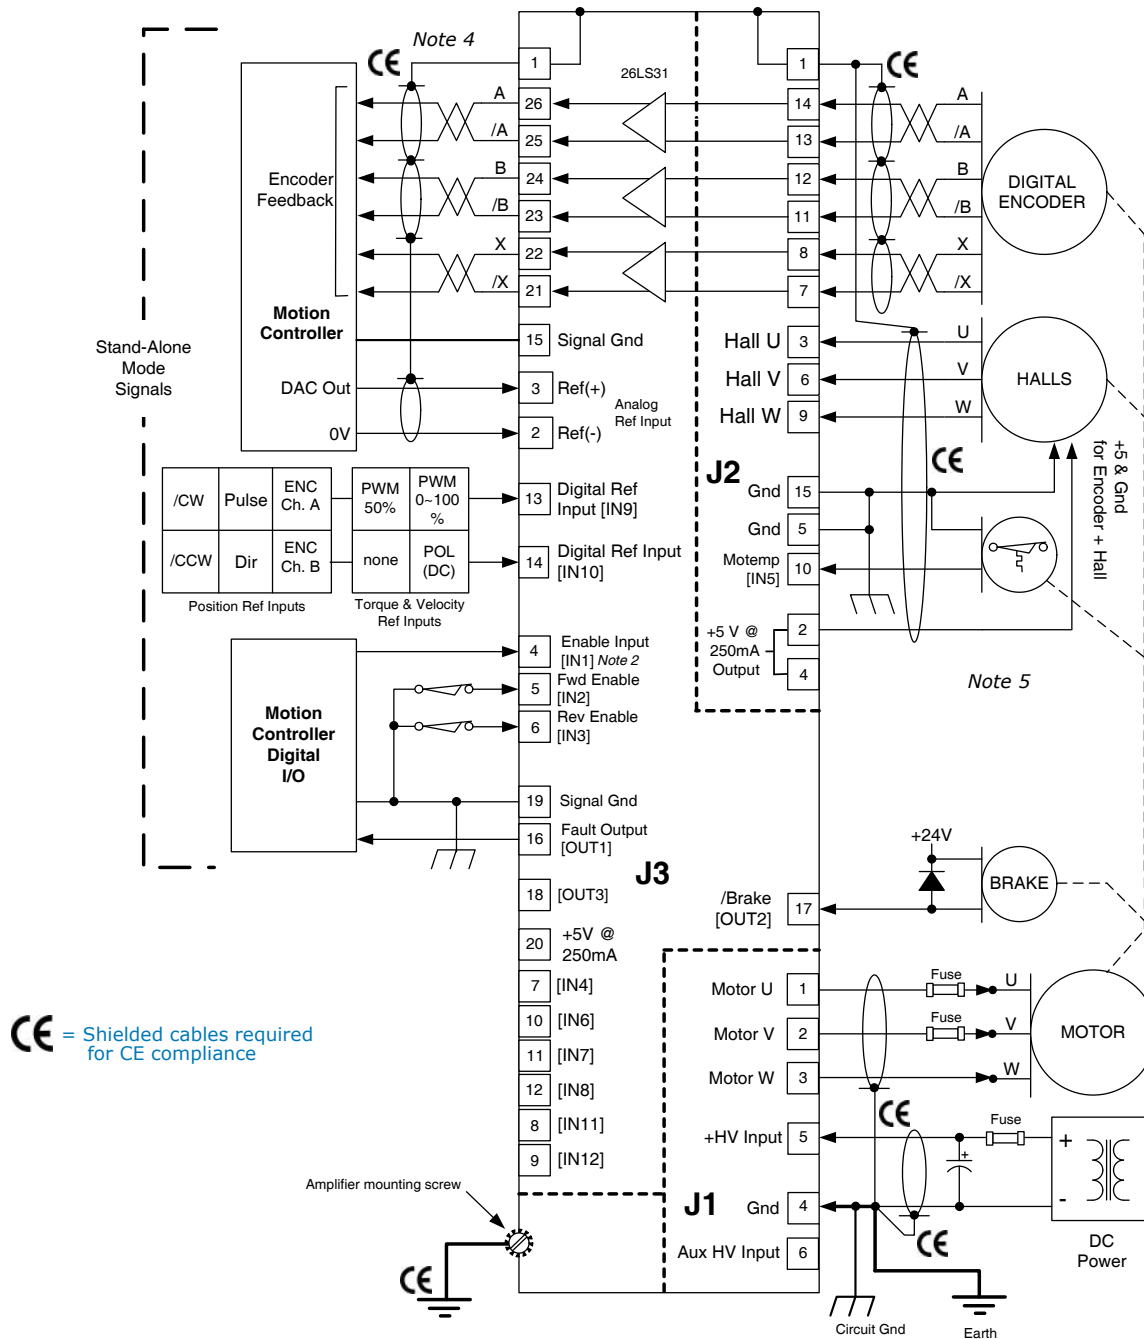 Note 4
CE
CE
1
1
26LS31
A
26
14
A
/A
25
13
/A
B
24
12
B
/B
23
11
/B
X
22
8
X
/X
21
7
/X
Encoder
Feedback
DIGITAL
ENCODER
Motion
Controller
15
Signal Gnd
DAC Out
3
Ref(+)
0V
2
Ref(-)
Analog
Ref Input
Stand-Alone
Mode
Signals
Hall U
3
U
Hall V
6
V
Hall W
9
W
HALLS
+5 & Gnd
for Encoder + Hall
CE
J2
/CW
Pulse
ENC
Ch. A
PWM
50%
PWM
0~100
%
13
Digital Ref
Input [IN9]
/CCW
Dir
ENC
Ch. B
none
POL
(DC)
14
Digital Ref Input
[IN10]
Position Ref Inputs
Torque & Velocity
Ref Inputs
Gnd
15
Gnd
5
Motemp
[IN5]
10
+5 V @
250mA
Output
2
4
Note 5
4
Enable Input
[IN1] Note 2
5
Fwd Enable
[IN2]
6
Rev Enable
[IN3]
Motion
Controller
Digital
I/O
19
Signal Gnd
16
Fault Output
[OUT1]
J3
18
[OUT3]
20
+5V @
250mA
7
[IN4]
10
[IN6]
11
[IN7]
12
[IN8]
8
[IN11]
9
[IN12]
+24V
BRAKE
/Brake
[OUT2]
17
Motor U
1
Fuse
U
Motor V
2
Fuse
V
Motor W
3
W
MOTOR
CE = Shielded cables required
for CE compliance
CE
+HV Input
5
Fuse
+
+
-
DC
Power
J1
Gnd
4
CE
Aux HV Input
6
Amplifier mounting screw
CE
Circuit Gnd
Earth